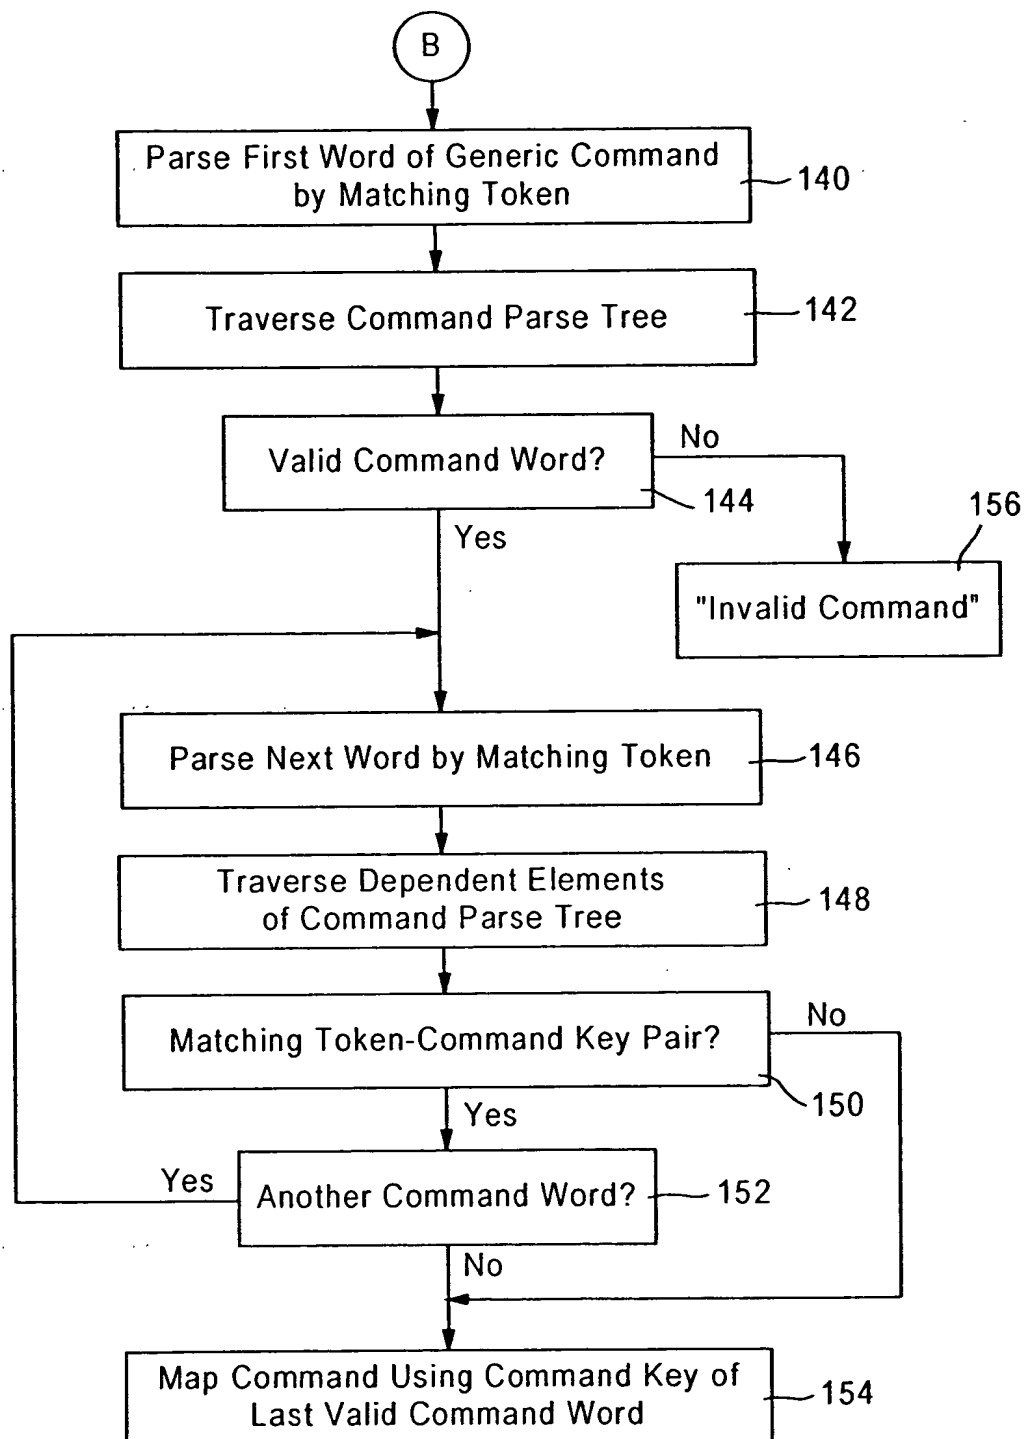 B
Parse First Word of Generic Command
by Matching Token
140
Traverse Command Parse Tree
142
Valid Command Word?
No
144
Yes
156
"Invalid Command"
Parse Next Word by Matching Token
146
Traverse Dependent Elements
of Command Parse Tree
148
Matching Token-Command Key Pair?
No
150
Yes
Yes
Another Command Word?
152
No
Map Command Using Command Key of
Last Valid Command Word
154